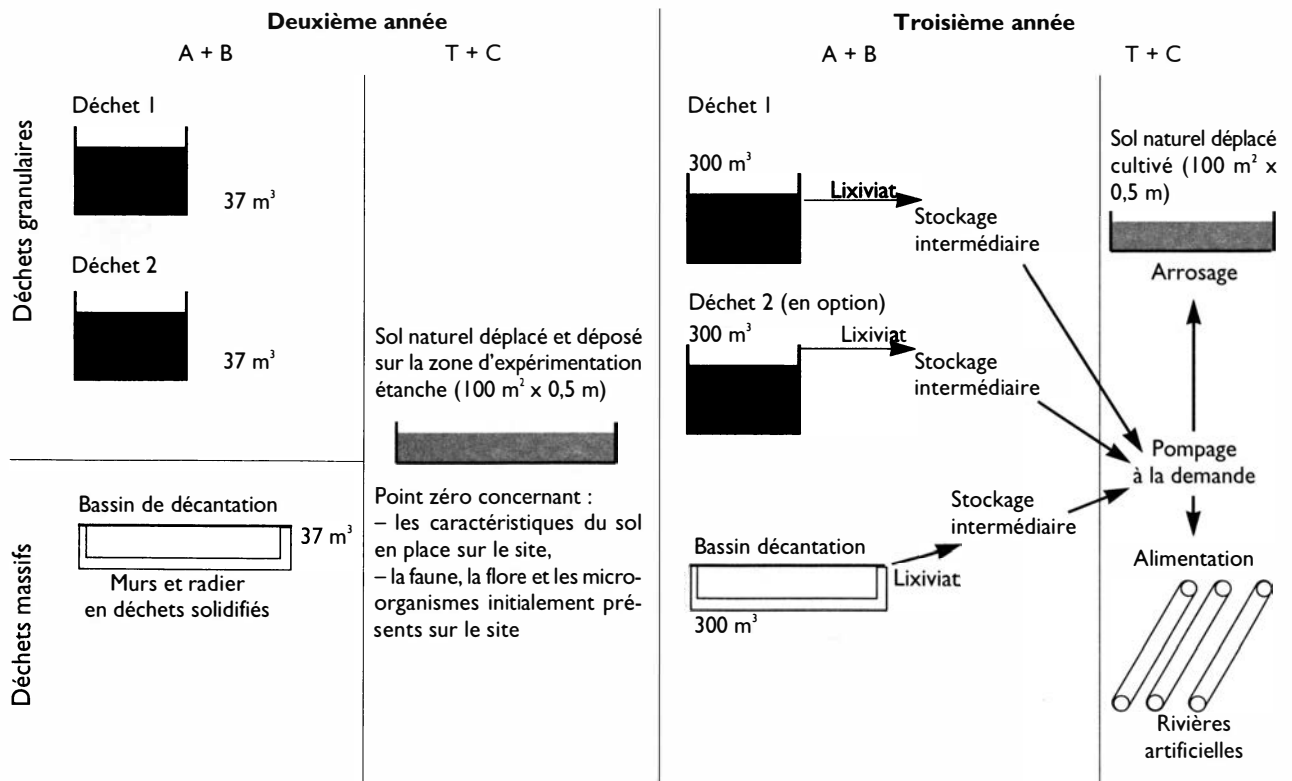 Deuxième année
A + B
T + C
Déchets granulaires
Déchet 1
37 m³
Déchet 2
37 m³
Sol naturel déplacé et déposé
sur la zone d'expérimentation
étanche (100 m² x 0,5 m)
Point zéro concernant :
– les caractéristiques du sol
en place sur le site,
– la faune, la flore et les micro-
organismes initialement pré-
sents sur le site
Déchets massifs
Bassin de décantation
37 m³
Murs et radier
en déchets solidifiés
Troisième année
A + B
T + C
Déchet 1
300 m³
Lixiviat
Stockage
intermédiaire
Déchet 2 (en option)
300 m³
Lixiviat
Stockage
intermédiaire
Stockage
intermédiaire
Bassin décantation
Lixiviat
300 m³
Sol naturel déplacé
cultivé (100 m² x
0,5 m)
Arrosage
Pompage
à la demande
Alimentation
Rivières
artificielles